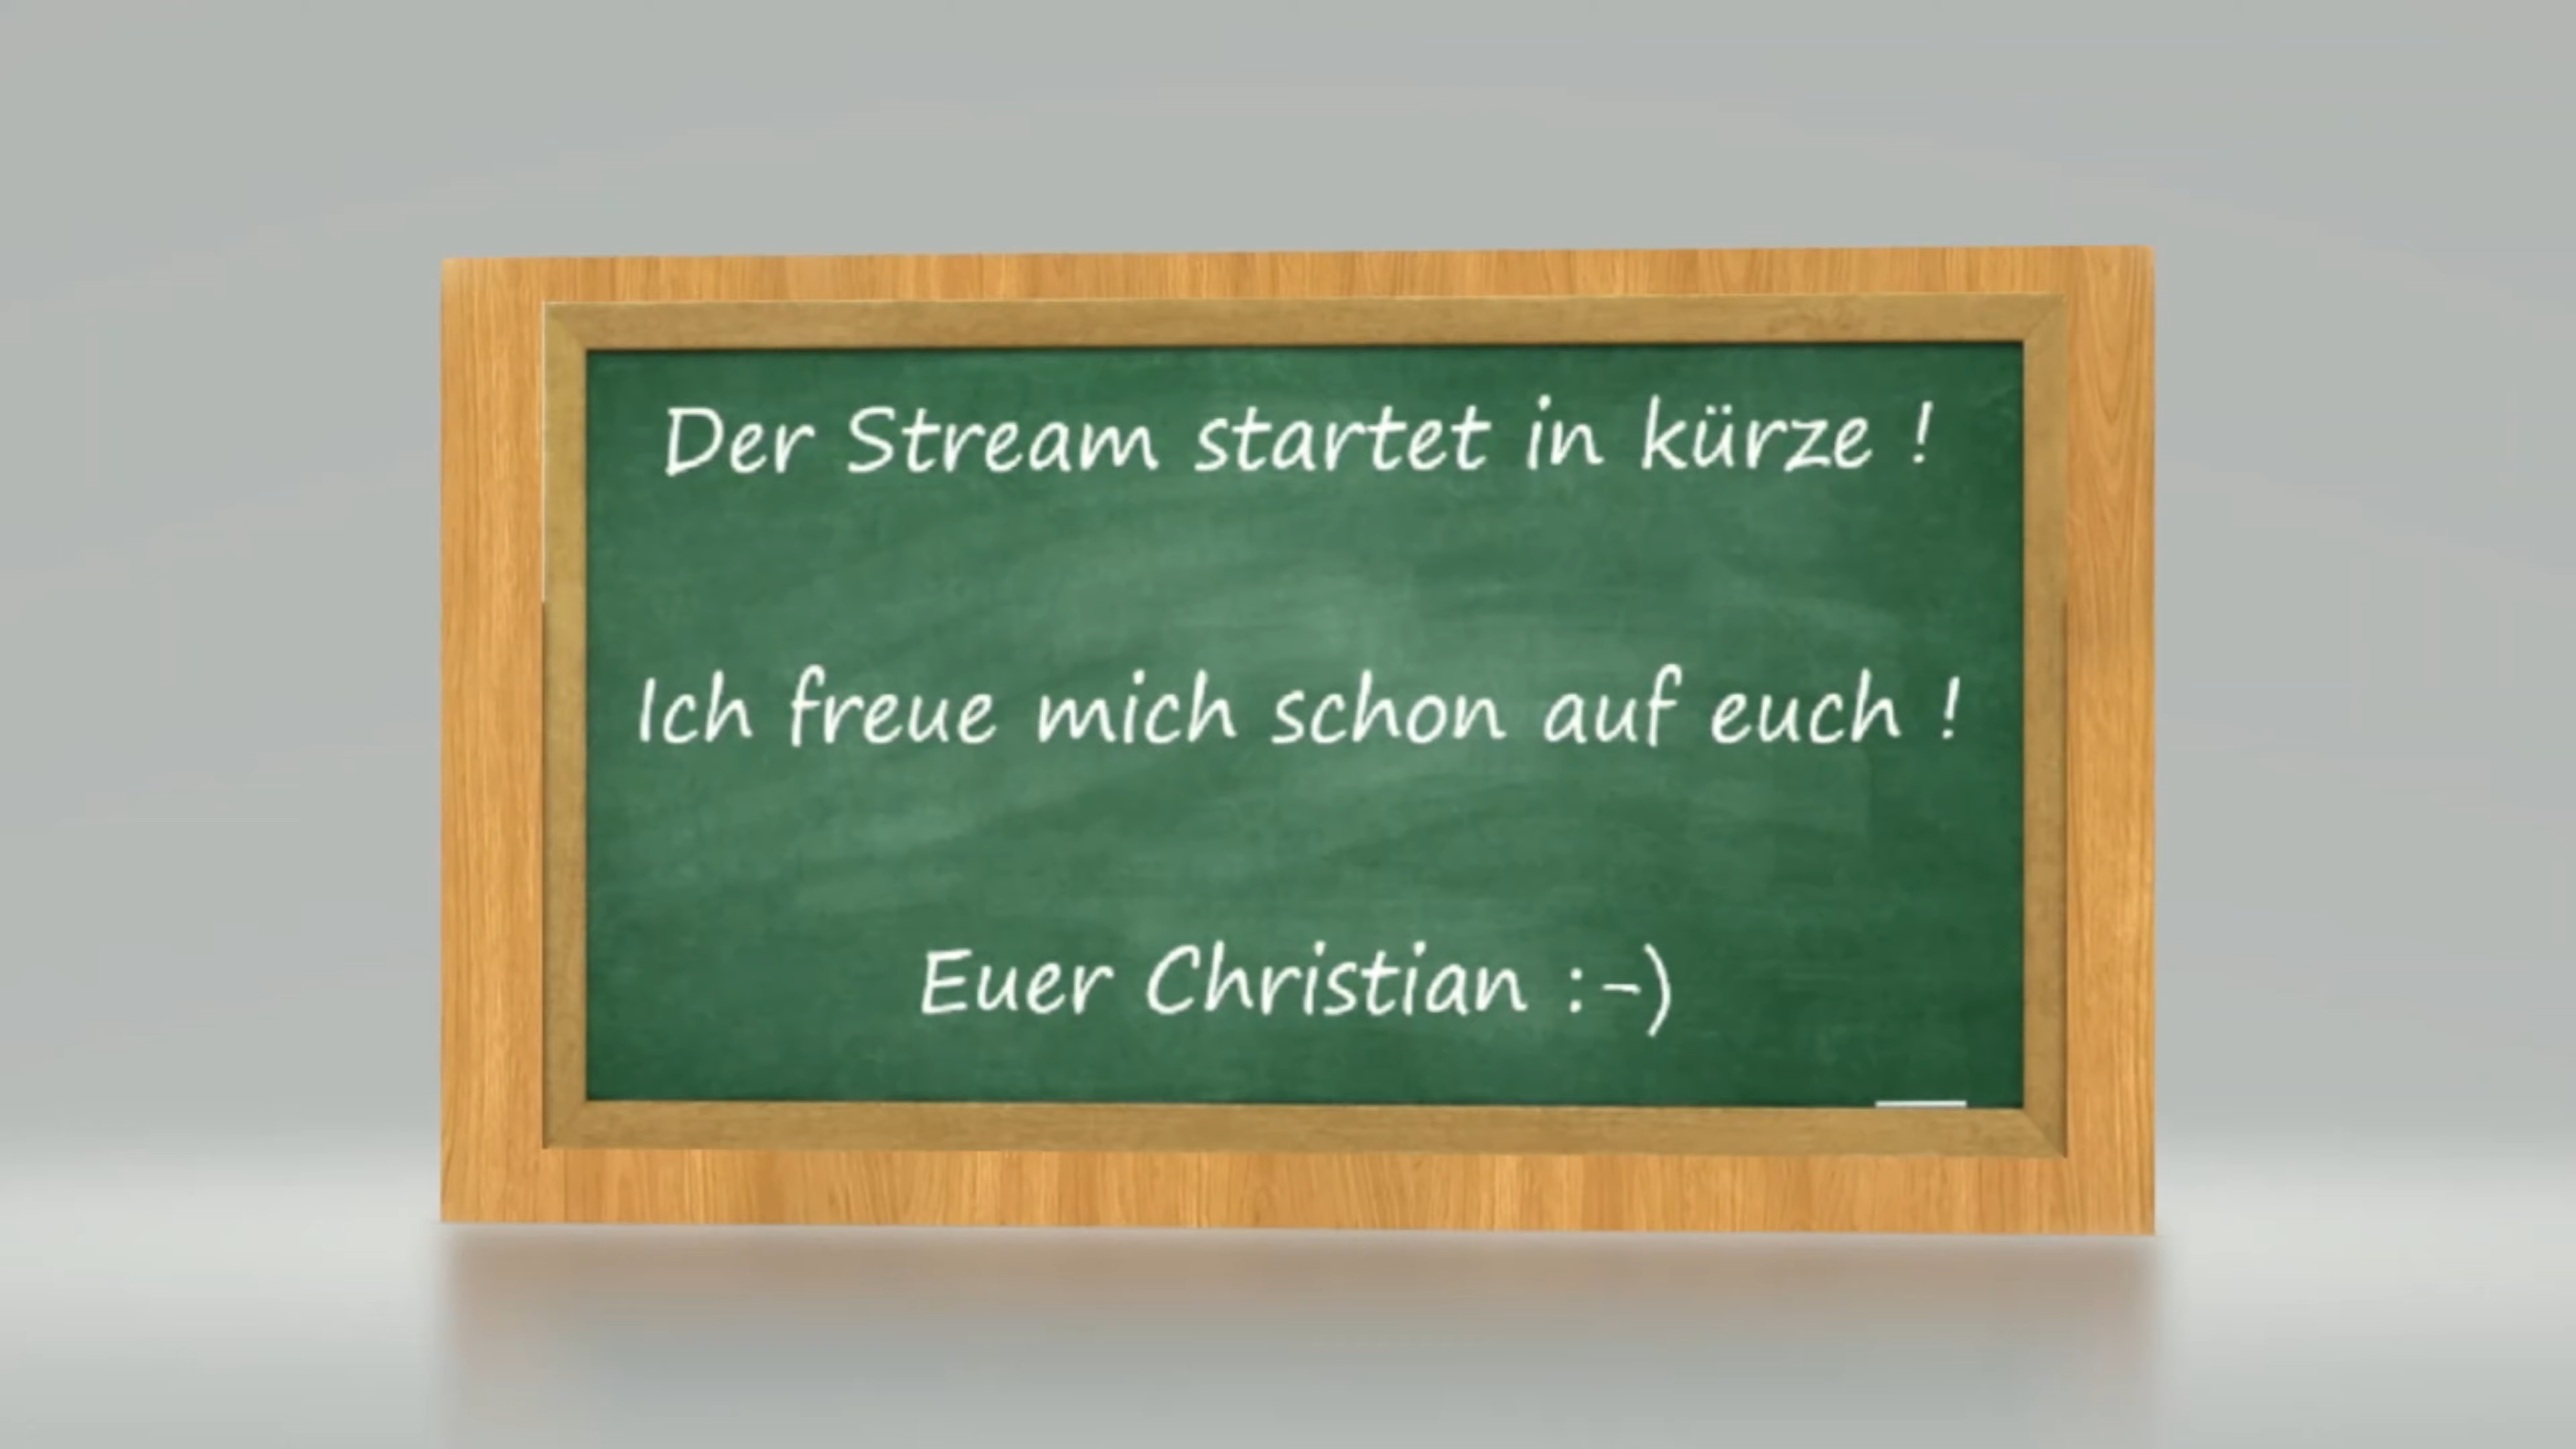 Der Stream startet in kürze !
Ich freue mich schon auf euch !
Euer Christian :-)